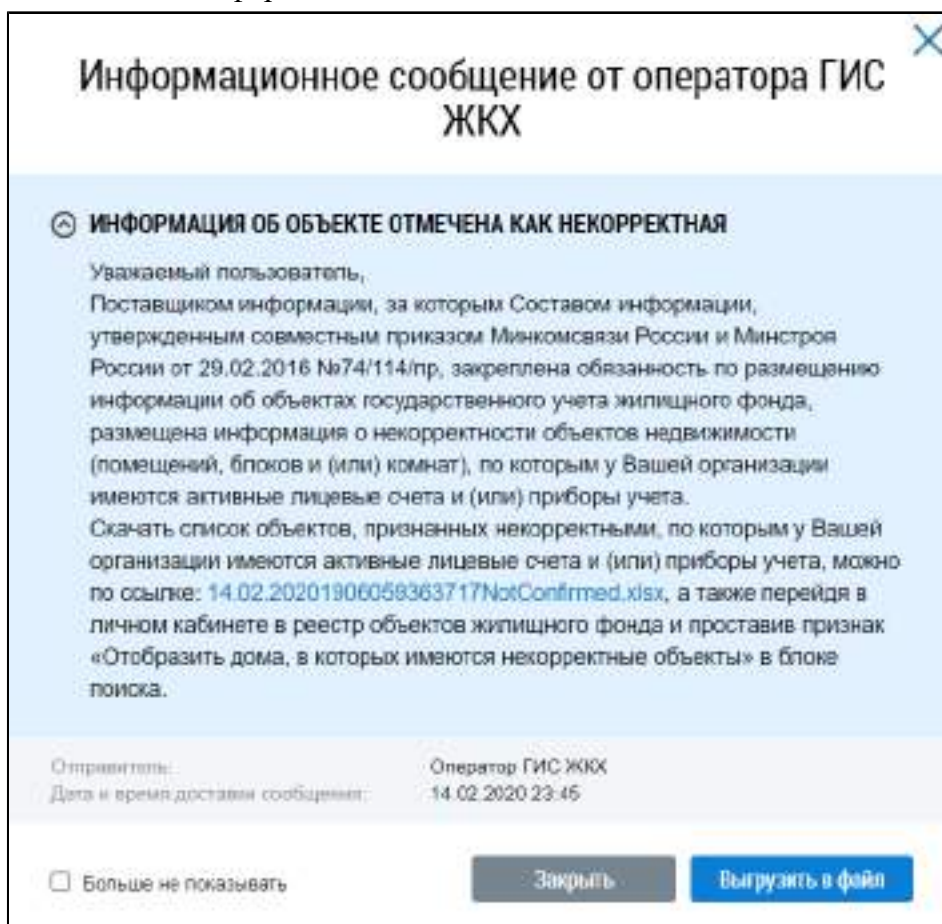 Информационное сообщение от оператора ГИС
ЖКХ
ИНФОРМАЦИЯ ОБ ОБЪЕКТЕ ОТМЕЧЕНА КАК НЕКОРРЕКТНАЯ
Уважаемый пользователь,
Поставщиком информации, за которым Составом информации,
утвержденным совместным приказом Минкомсвязи России и Минстроя
России от 29.02.2016 №74/114/пр, закреплена обязанность по размещению
информации об объектах государственного учета жилищного фонда,
размещена информация о некорректности объектов недвижимости
(помещений, блоков и (или) комнат), по которым у Вашей организации
имеются активные лицевые счета и (или) приборы учета.
Скачать список объектов, признанных некорректными, по которым у Вашей
организации имеются активные лицевые счета и (или) приборы учета, можно
по ссылке: 14.02.20201906059363717NotConfirmed.xlsx, а также перейдя в
личном кабинете в реестр объектов жилищного фонда и проставив признак
«Отобразить дома, в которых имеются некорректные объекты» в блоке
поиска.
Отправитель: Оператор ГИС ЖКХ
Дата и время доставки сообщения: 14.02.2020 23:45
Больше не показывать Закрыть Выгрузить в файл